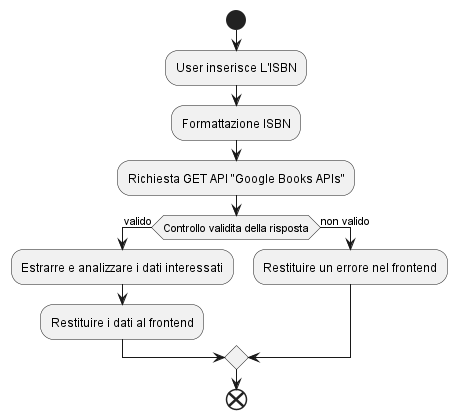 User inserisce L'ISBN
Formattazione ISBN
Richiesta GET API "Google Books APIs"
valido
Controllo validita della risposta
non valido
Estrarre e analizzare i dati interessati
Restituire un errore nel frontend
Restituire i dati al frontend